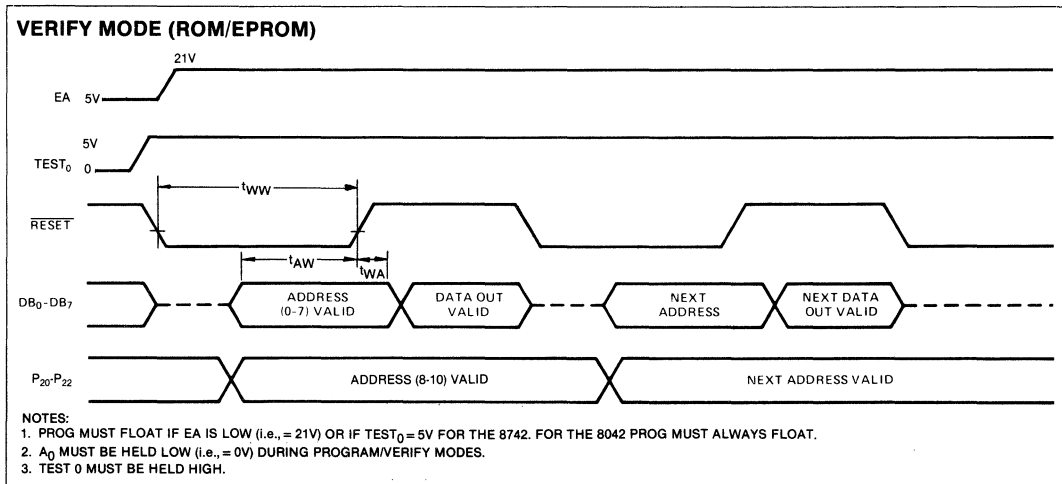 VERIFY MODE (ROM/EPROM)
21V
EA 5V
5V
TEST₀ 0
tWW
RESET
tAW
tWA
DB₀-DB₇
ADDRESS (0-7) VALID
DATA OUT VALID
NEXT ADDRESS
NEXT DATA OUT VALID
P₂₀-P₂₂
ADDRESS (8-10) VALID
NEXT ADDRESS VALID
NOTES:
1. PROG MUST FLOAT IF EA IS LOW (i.e., = 21V) OR IF TEST₀ = 5V FOR THE 8742. FOR THE 8042 PROG MUST ALWAYS FLOAT.
2. A₀ MUST BE HELD LOW (i.e., = 0V) DURING PROGRAM/VERIFY MODES.
3. TEST 0 MUST BE HELD HIGH.